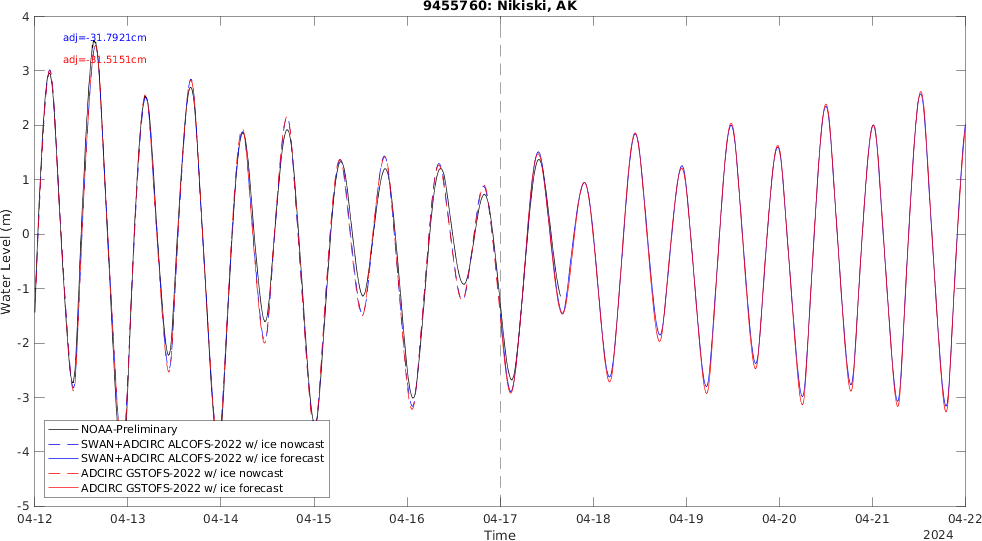 9455760: Nikiski, AK
adj=-31.7921cm
adj=-31.5151cm
4
3
2
1
0
-1
-2
-3
-4
-5
Water Level (m)
NOAA-Preliminary
SWAN+ADCIRC ALCOFS-2022 w/ ice nowcast
SWAN+ADCIRC ALCOFS-2022 w/ ice forecast
ADCIRC GSTOFS-2022 w/ ice nowcast
ADCIRC GSTOFS-2022 w/ ice forecast
04-12 04-13 04-14 04-15 04-16 04-17 04-18 04-19 04-20 04-21 04-22
Time
2024